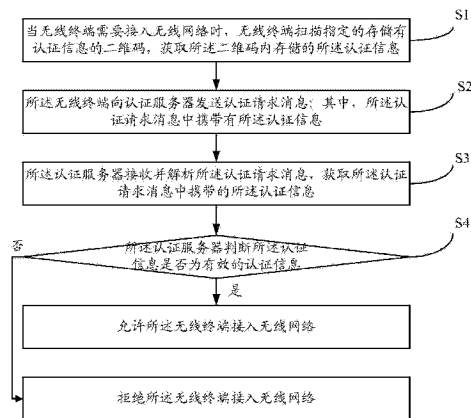 当无线终端需要接入无线网络时，无线终端扫描指定的存储有
认证信息的二维码，获取所述二维码内存储的所述认证信息
S1
所述无线终端向认证服务器发送认证请求消息；其中，所述认
证请求消息中携带有所述认证信息
S2
所述认证服务器接收并解析所述认证请求消息，获取所述认证
请求消息中携带的所述认证信息
S3
所述认证服务器判断所述认证
信息是否为有效的认证信息
S4
否
是
允许所述无线终端接入无线网络
拒绝所述无线终端接入无线网络